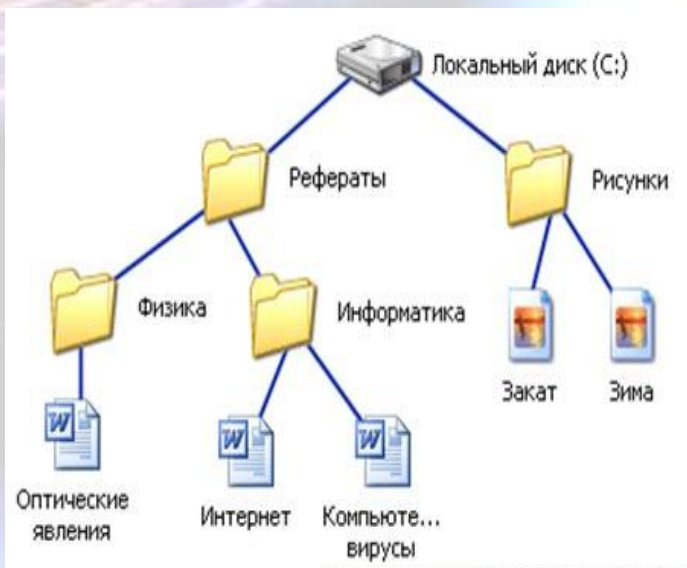 Локальный диск (C:)
Рефераты
Рисунки
Физика
Информатика
Закат
Зима
Оптические
явления
Интернет
Компьюте...
вирусы